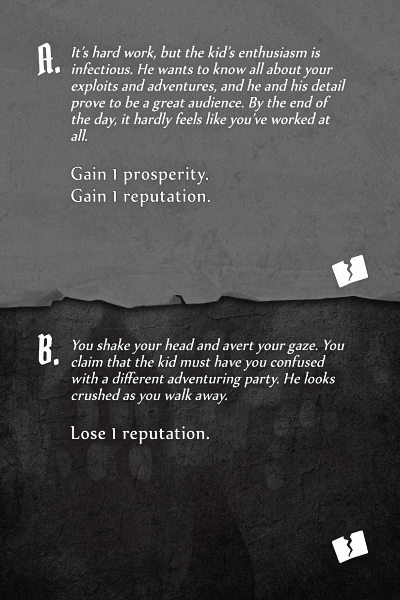 A.
It's hard work, but the kid's enthusiasm is
infectious. He wants to know all about your
exploits and adventures, and he and his detail
prove to be a great audience. By the end of
the day, it hardly feels like you've worked at
all.
Gain 1 prosperity.
Gain 1 reputation.
B.
You shake your head and avert your gaze. You
claim that the kid must have you confused
with a different adventuring party. He looks
crushed as you walk away.
Lose 1 reputation.